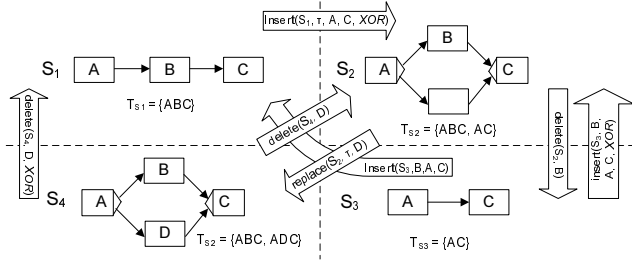 Insert(S1, τ, A, C, XOR)
S1
A
B
C
TS1 = {ABC}
S2
A
B
C
TS2 = {ABC, AC}
delete(S4, D, XOR)
delete(S4, D)
replace(S2, τ, D)
Insert(S3,B,A,C)
delete(S2, B)
insert(S3, B,
A, C, XOR)
S4
A
B
C
D
TS2 = {ABC, ADC}
S3
A
C
TS3 = {AC}